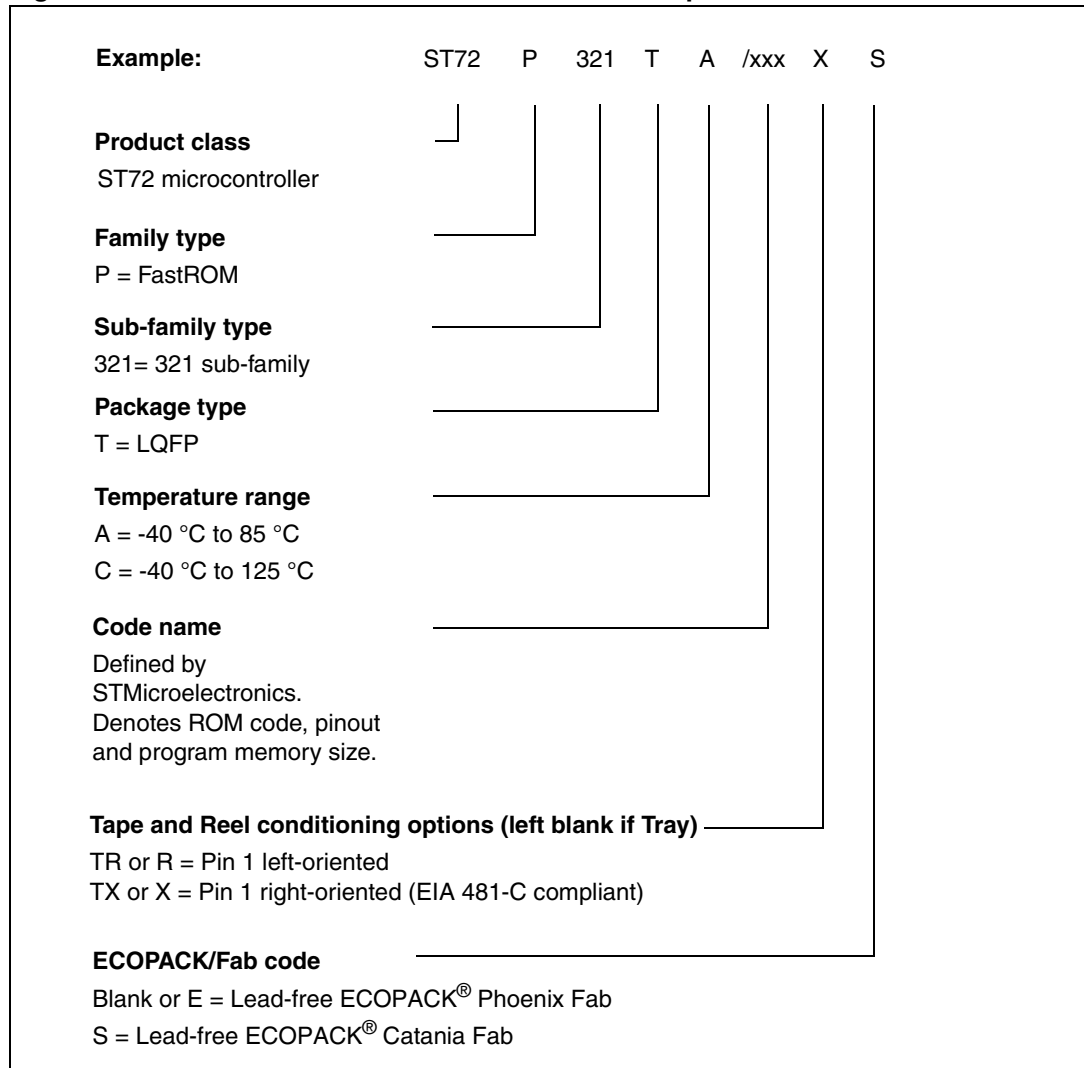 Example: ST72 P 321 T A /xxx X S
Product class
ST72 microcontroller
Family type
P = FastROM
Sub-family type
321= 321 sub-family
Package type
T = LQFP
Temperature range
A = -40 °C to 85 °C
C = -40 °C to 125 °C
Code name
Defined by
STMicroelectronics.
Denotes ROM code, pinout
and program memory size.
Tape and Reel conditioning options (left blank if Tray)
TR or R = Pin 1 left-oriented
TX or X = Pin 1 right-oriented (EIA 481-C compliant)
ECOPACK/Fab code
Blank or E = Lead-free ECOPACK® Phoenix Fab
S = Lead-free ECOPACK® Catania Fab